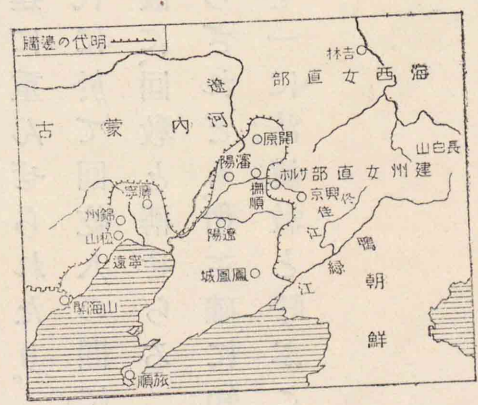 明代の邊牆
吉林
海西女直部
遼河
内蒙古
開原
長白山
瀋陽
撫順
サルホ
建州女直部
興京
佟佳江
廣寧
錦州
松山
遼陽
鴨緑江
寧遠
鳳凰城
朝鮮
山海關
旅順